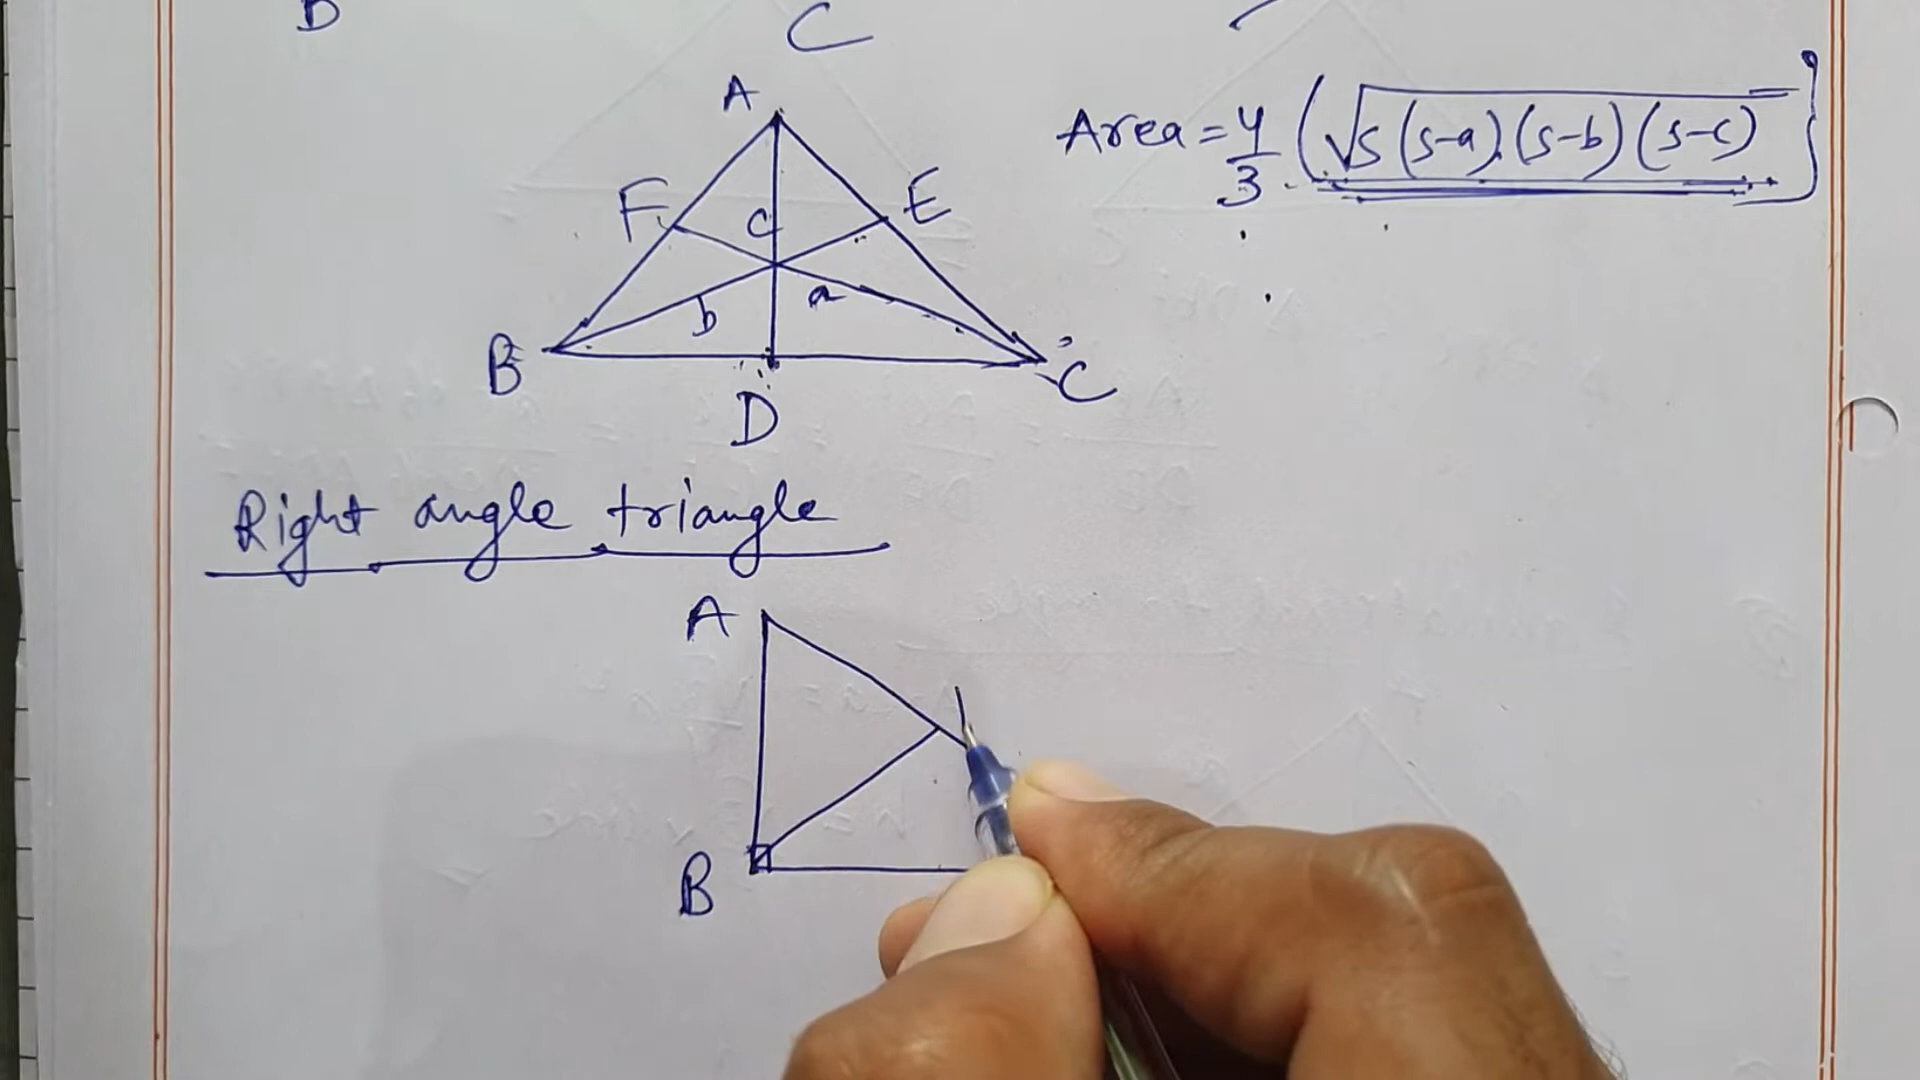 B
C
A
Area = 4/3 (√s(s-a).(s-b)(s-c)}
F
c
E
b
a
B
C
D
Right angle triangle
A
B